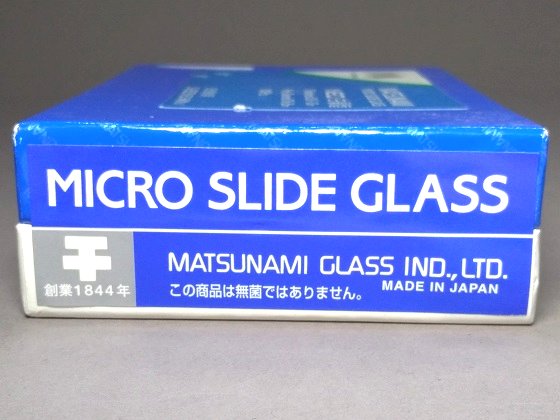 MICRO SLIDE GLASS
MATSUNAMI GLASS IND., LTD.
MADE IN JAPAN
創業1844年
この商品は無菌ではありません。